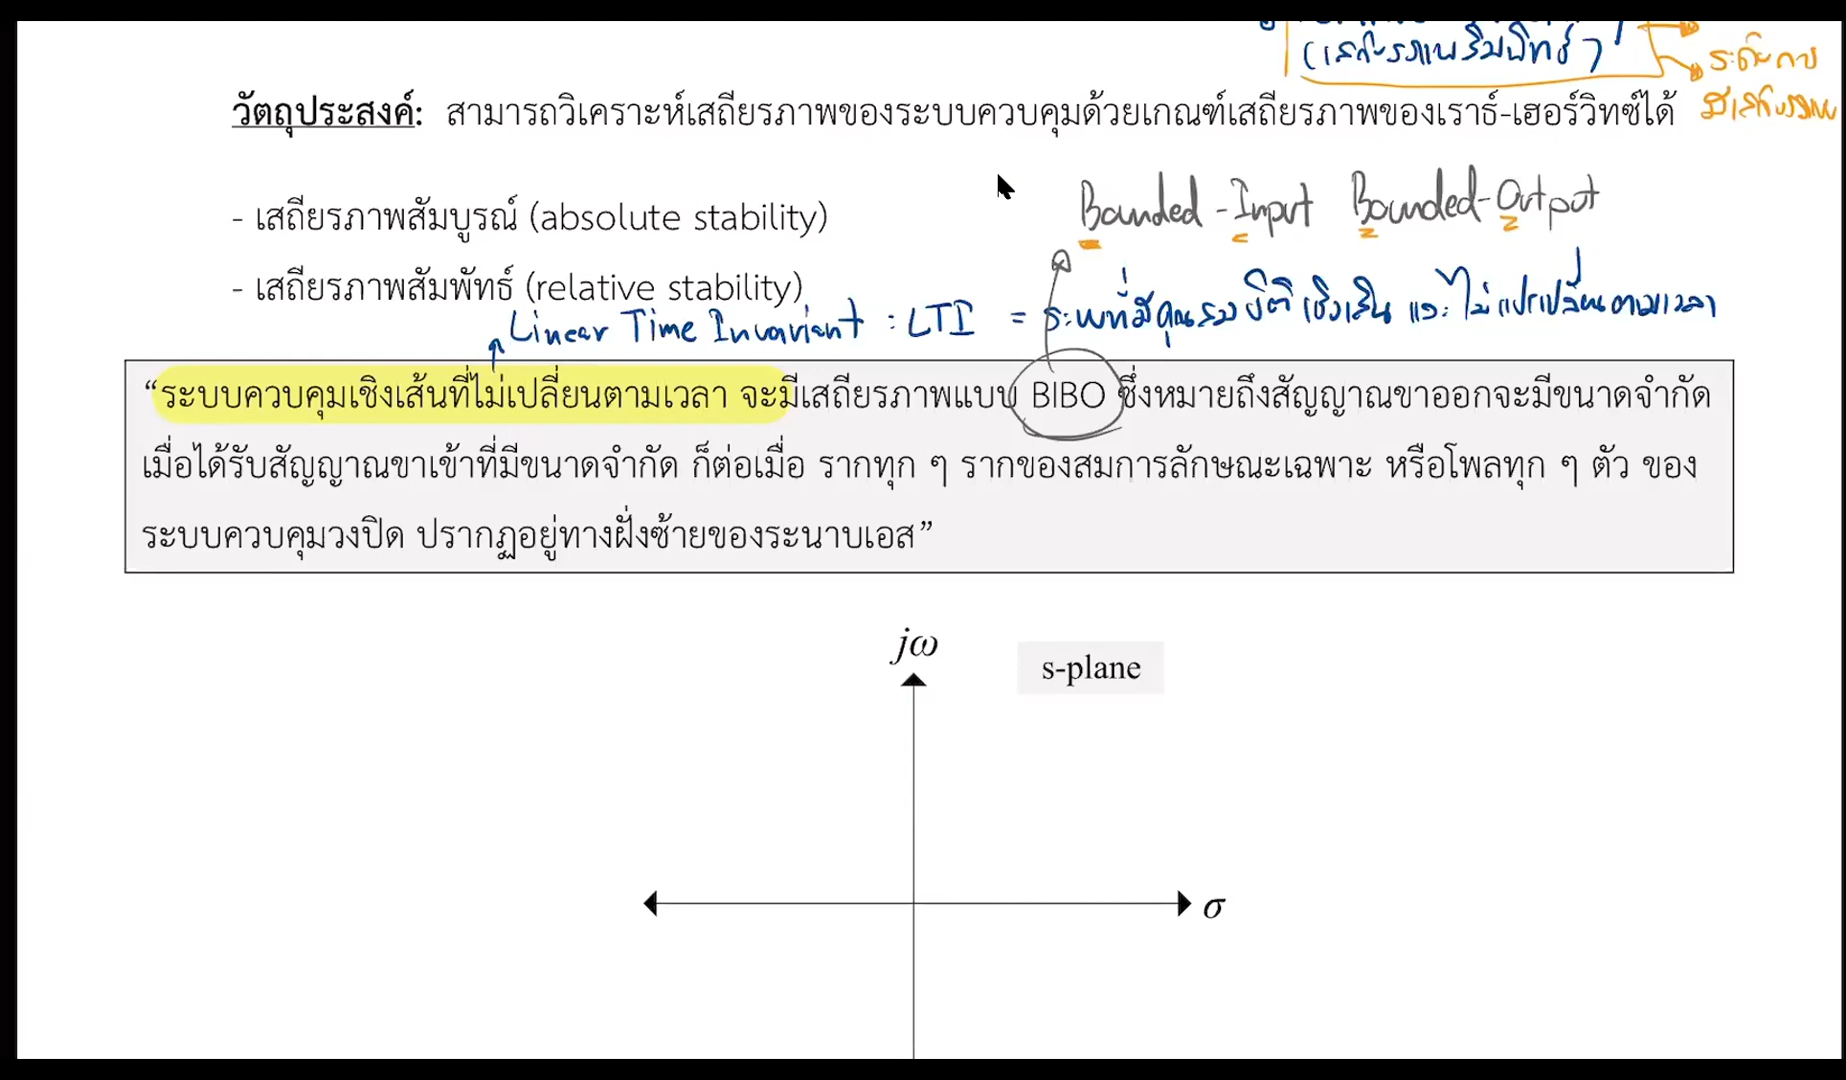 (เสถียรภาพสัมพัทธ์)
ระดับการ
มีเสถียรภาพ
วัตถุประสงค์: สามารถวิเคราะห์เสถียรภาพของระบบควบคุมด้วยเกณฑ์เสถียรภาพของเราธ์-เฮอร์วิทซ์ได้
Bounded-Input Bounded-Output
- เสถียรภาพสัมบูรณ์ (absolute stability)
- เสถียรภาพสัมพัทธ์ (relative stability)
Linear Time Invariant : LTI = ระบบที่มีคุณสมบัติเชิงเส้น และ ไม่แปรเปลี่ยนตามเวลา
“ระบบควบคุมเชิงเส้นที่ไม่เปลี่ยนตามเวลา จะมีเสถียรภาพแบบ BIBO ซึ่งหมายถึงสัญญาณขาออกจะมีขนาดจำกัด
เมื่อได้รับสัญญาณขาเข้าที่มีขนาดจำกัด ก็ต่อเมื่อ รากทุก ๆ รากของสมการลักษณะเฉพาะ หรือโพลทุก ๆ ตัว ของ
ระบบควบคุมวงปิด ปรากฏอยู่ทางฝั่งซ้ายของระนาบเอส”
jω
s-plane
σ